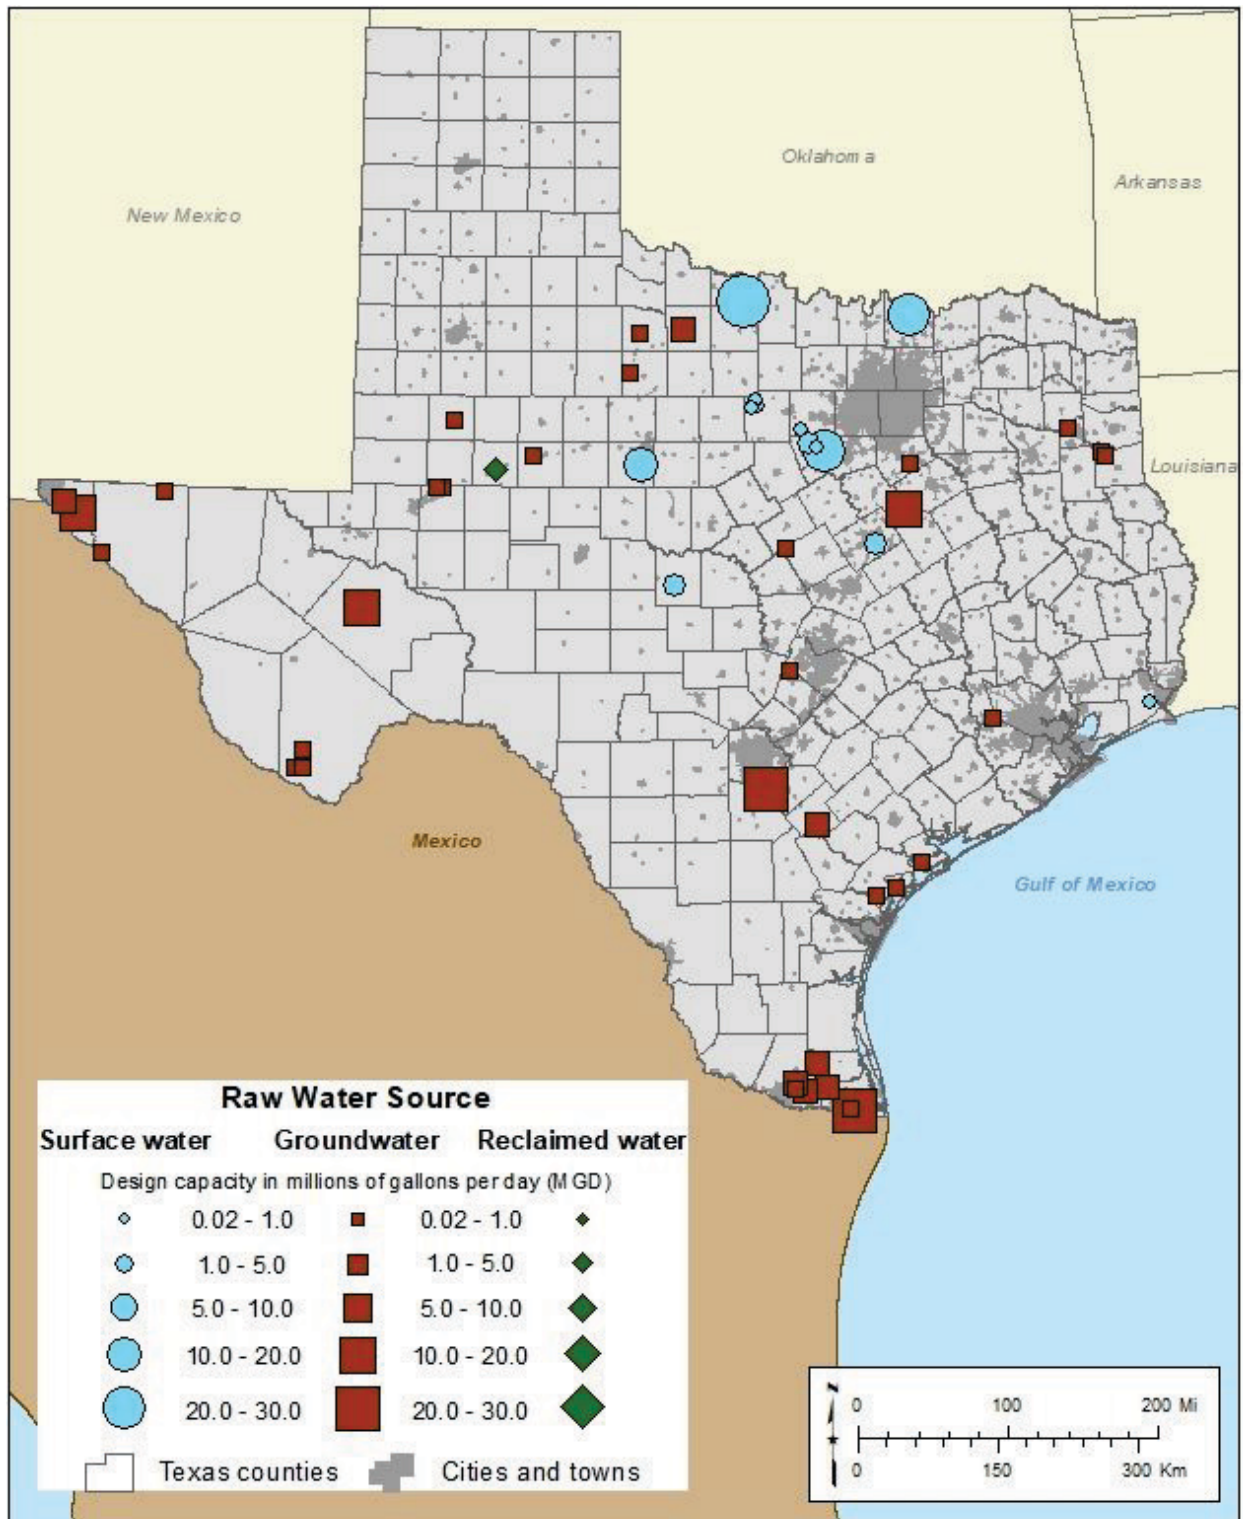 Oklahoma
Arkansas
New Mexico
Louisiana
Mexico
Gulf of Mexico
Raw Water Source
Surface water Groundwater Reclaimed water
Design capacity in millions of gallons per day (MGD)
0.02 - 1.0 0.02 - 1.0
1.0 - 5.0 1.0 - 5.0
5.0 - 10.0 5.0 - 10.0
10.0 - 20.0 10.0 - 20.0
20.0 - 30.0 20.0 - 30.0
Texas counties Cities and towns
N
0 100 200 Mi
0 150 300 Km